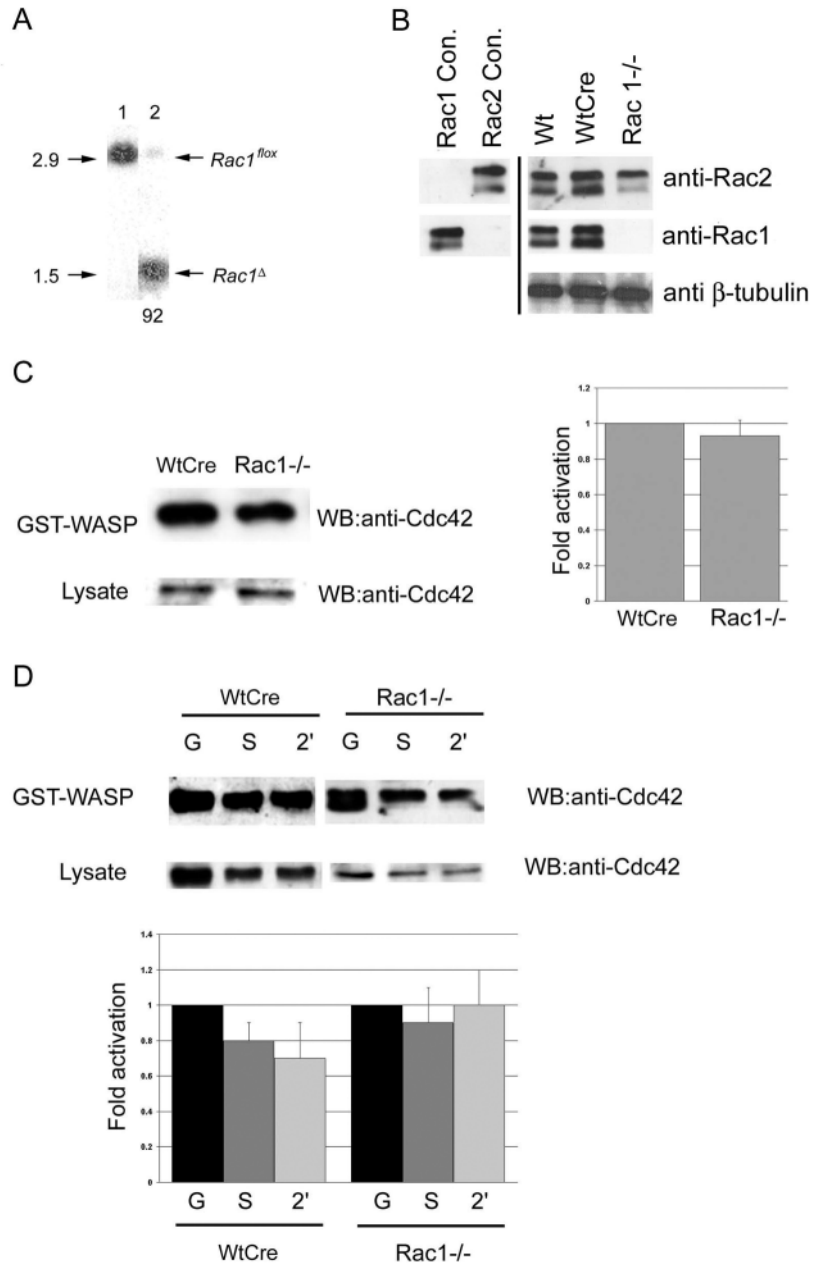 A
1 2
2.9 Rac1flox
1.5 Rac1Δ
92
B
Rac1 Con.
Rac2 Con.
Wt
WtCre
Rac 1-/-
anti-Rac2
anti-Rac1
anti β-tubulin
C
WtCre Rac1-/-
GST-WASP WB:anti-Cdc42
Lysate WB:anti-Cdc42
Fold activation
1.2
1
0.8
0.6
0.4
0.2
0
WtCre Rac1-/-
D
WtCre Rac1-/-
G S 2' G S 2'
GST-WASP WB:anti-Cdc42
Lysate WB:anti-Cdc42
Fold activation
1.4
1.2
1
0.8
0.6
0.4
0.2
0
G S 2' G S 2'
WtCre Rac1-/-